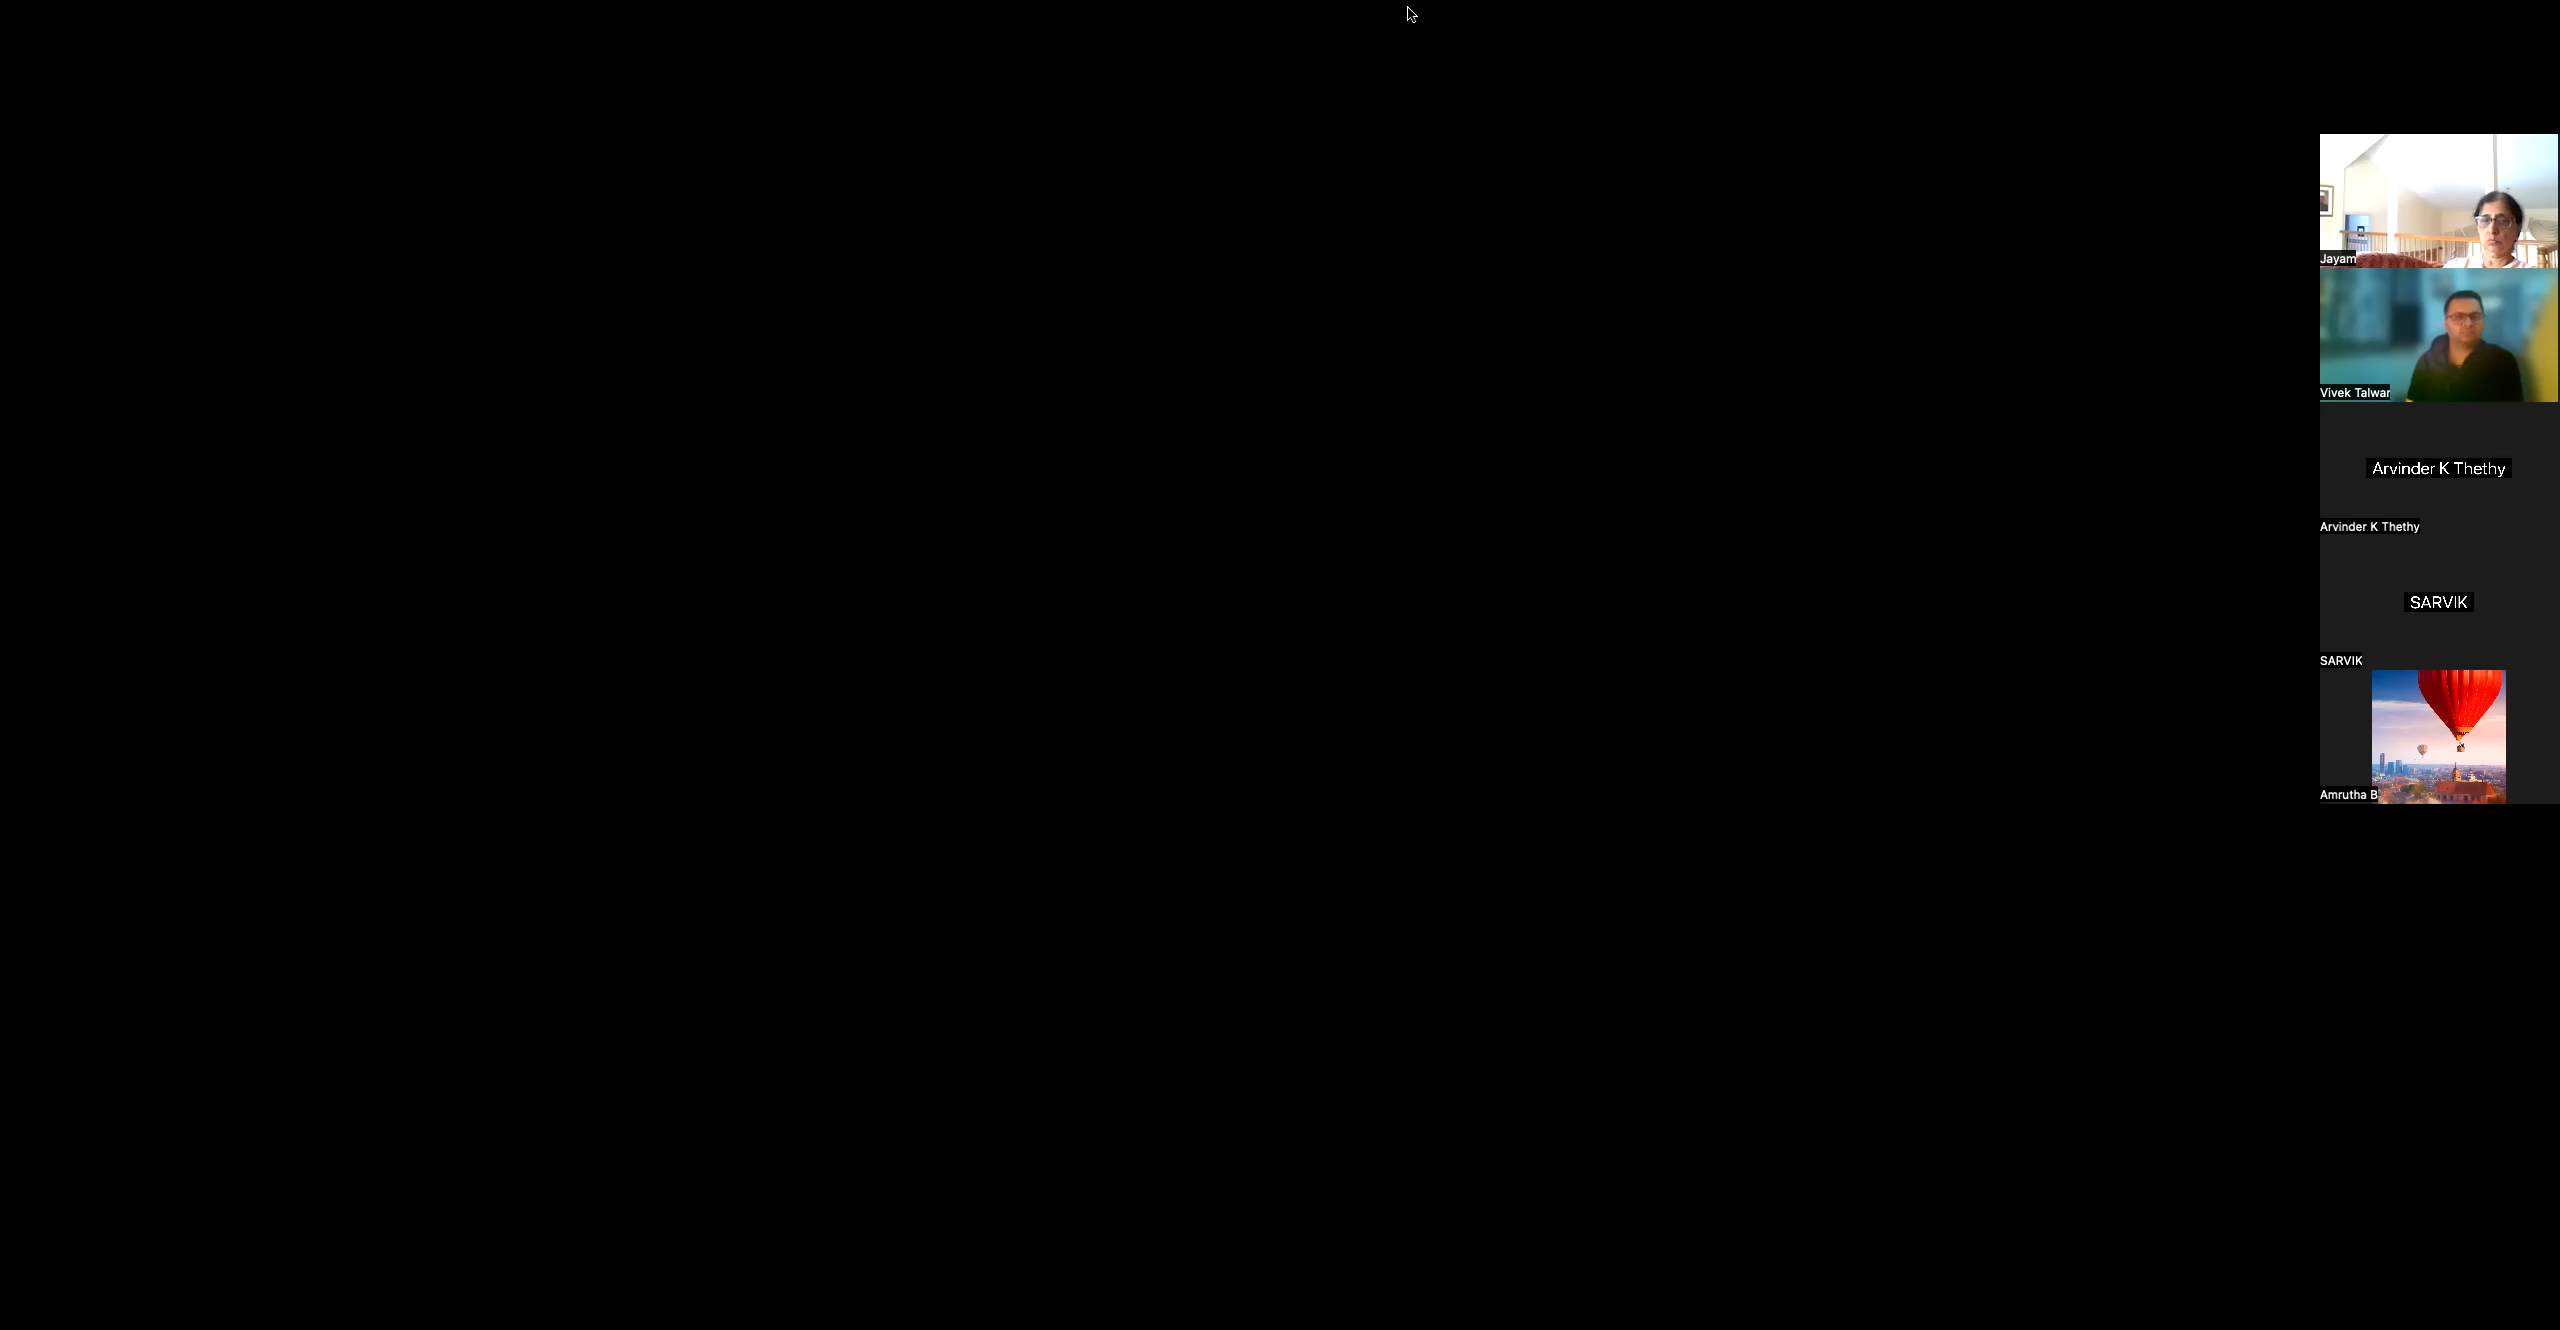 Jayam
Vivek Talwar
Arvinder K Thethy
Arvinder K Thethy
SARVIK
SARVIK
Amrutha B